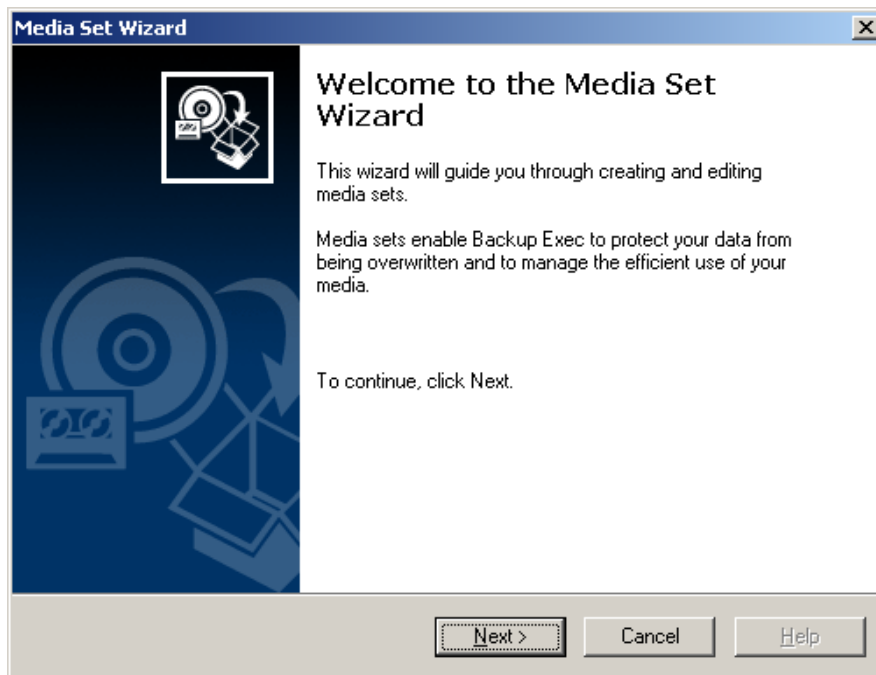 Media Set Wizard
Welcome to the Media Set
Wizard
This wizard will guide you through creating and editing
media sets.
Media sets enable Backup Exec to protect your data from
being overwritten and to manage the efficient use of your
media.
To continue, click Next.
Next >
Cancel
Help